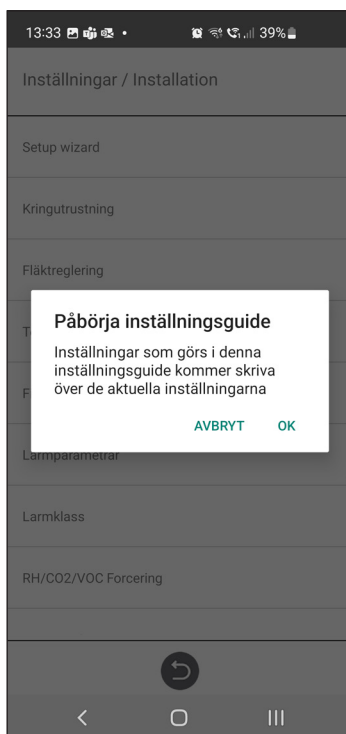 13:33 39%
Inställningar / Installation
Setup wizard
Kringutrustning
Fläktreglering
Påbörja inställningsguide
Inställningar som görs i denna
inställningsguide kommer skriva
över de aktuella inställningarna
AVBRYT OK
Larmparametrar
Larmklass
RH/CO2/VOC Forcering